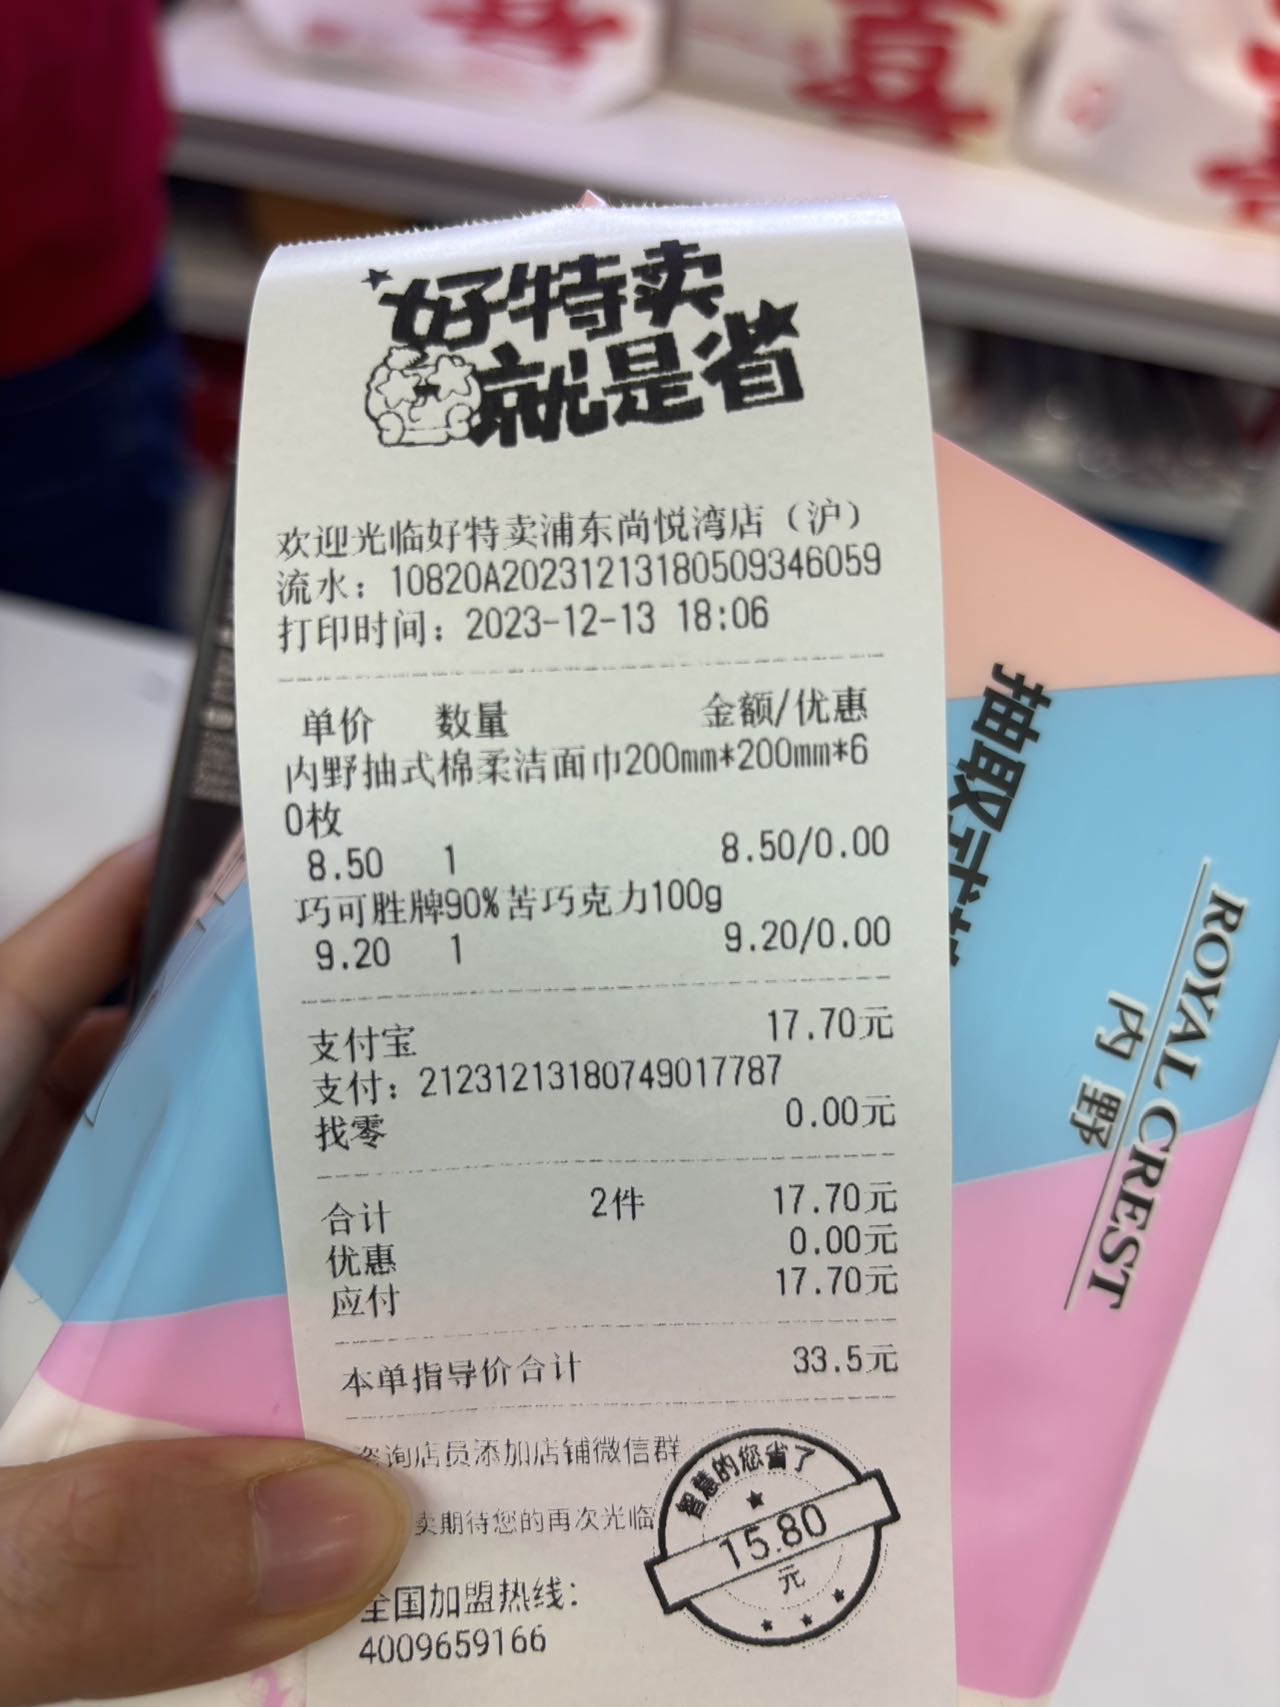 好特卖
就是省
欢迎光临好特卖浦东尚悦湾店（沪）
流水：10820A20231213180509346059
打印时间：2023-12-13 18:06
单价 数量 金额/优惠
内野抽式棉柔洁面巾200mm*200mm*6
0枚
8.50 1 8.50/0.00
巧可胜牌90%苦巧克力100g
9.20 1 9.20/0.00
支付宝 17.70元
支付：21231213180749017787
找零 0.00元
合计 2件 17.70元
优惠 0.00元
应付 17.70元
本单指导价合计 33.5元
咨询店员添加店铺微信群
卖期待您的再次光临
智慧的您省了
15.80
元
全国加盟热线：
4009659166
抽取式
ROYAL CREST
内野